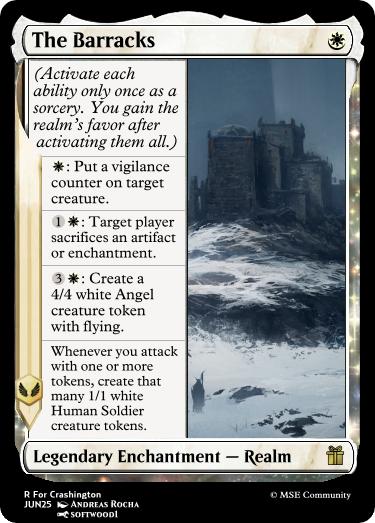 The Barracks
(Activate each
ability only once as a
sorcery. You gain the
realm's favor after
activating them all.)
: Put a vigilance
counter on target
creature.
1 : Target player
sacrifices an artifact
or enchantment.
3 : Create a
4/4 white Angel
creature token
with flying.
Whenever you attack
with one or more
tokens, create that
many 1/1 white
Human Soldier
creature tokens.
Legendary Enchantment — Realm
R For Crashington
JUN25 Andreas Rocha
© MSE Community
softwood1